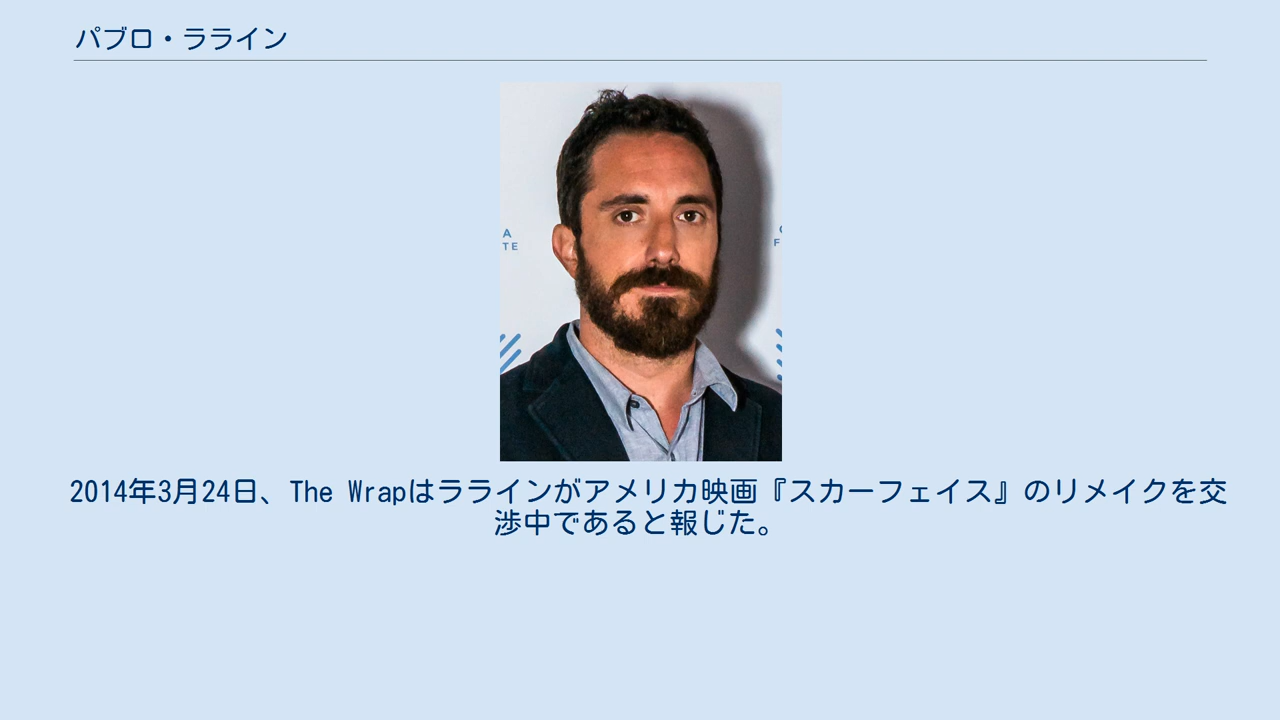 パブロ・ラライン
A
TE
C
F
2014年3月24日、The Wrapはララインがアメリカ映画『スカーフェイス』のリメイクを交
渉中であると報じた。